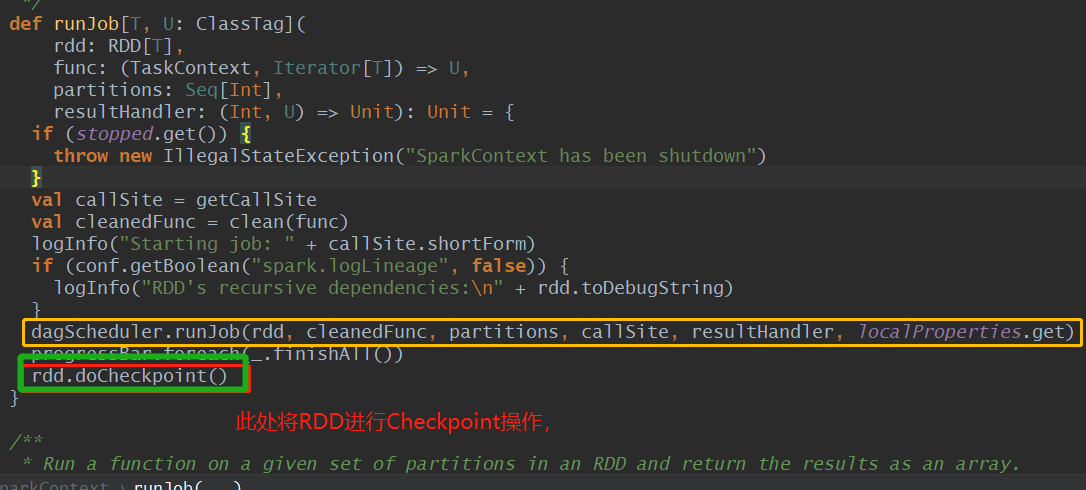 */
def runJob[T, U: ClassTag](
rdd: RDD[T],
func: (TaskContext, Iterator[T]) => U,
partitions: Seq[Int],
resultHandler: (Int, U) => Unit): Unit = {
if (stopped.get()) {
throw new IllegalStateException("SparkContext has been shutdown")
}
val callSite = getCallSite
val cleanedFunc = clean(func)
logInfo("Starting job: " + callSite.shortForm)
if (conf.getBoolean("spark.logLineage", false)) {
logInfo("RDD's recursive dependencies:\n" + rdd.toDebugString)
}
dagScheduler.runJob(rdd, cleanedFunc, partitions, callSite, resultHandler, localProperties.get)
progressBar.foreach(_.finishAll())
rdd.doCheckpoint()
}
此处将RDD进行Checkpoint操作，
/**
* Run a function on a given set of partitions in an RDD and return the results as an array.
parkContext › runJob(...)